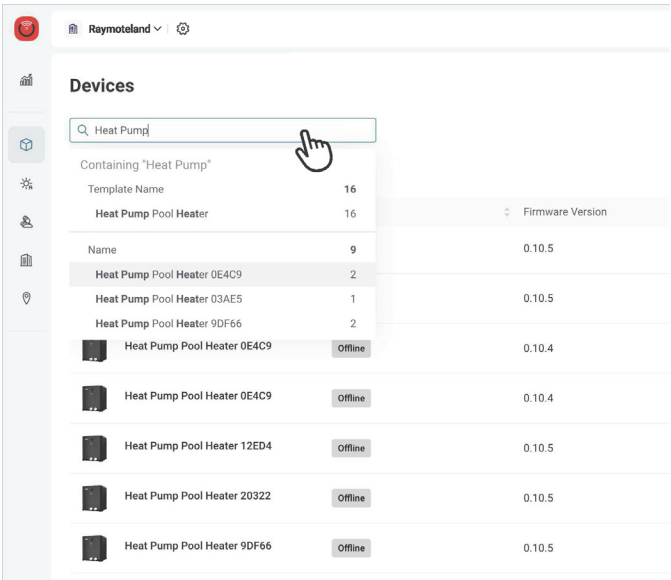 Raymoteland
Devices
Heat Pump
Containing "Heat Pump"
Template Name 16
Heat Pump Pool Heater 16
Firmware Version
Name 9
0.10.5
Heat Pump Pool Heater 0E4C9 2
Heat Pump Pool Heater 03AE5 1
0.10.5
Heat Pump Pool Heater 9DF66 2
Heat Pump Pool Heater 0E4C9 Offline 0.10.4
Heat Pump Pool Heater 0E4C9 Offline 0.10.4
Heat Pump Pool Heater 12ED4 Offline 0.10.5
Heat Pump Pool Heater 20322 Offline 0.10.5
Heat Pump Pool Heater 9DF66 Offline 0.10.5